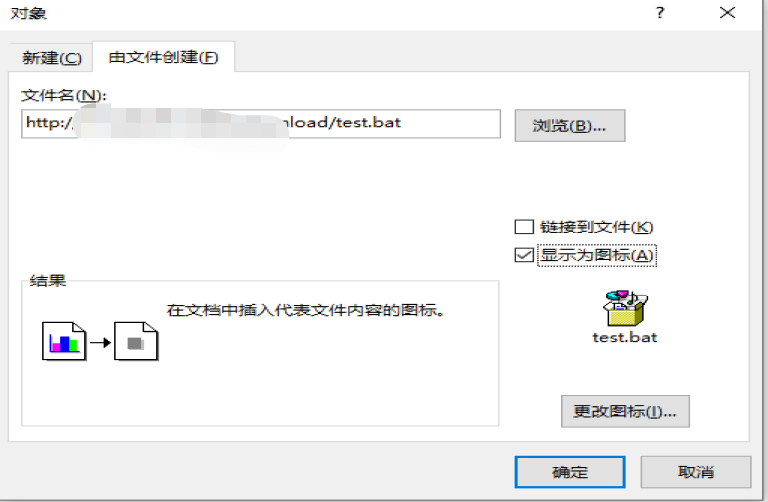 对象
?
新建(C)
由文件创建(F)
文件名(N):
http:/ load/test.bat
浏览(B)...
链接到文件(K)
显示为图标(A)
结果
在文档中插入代表文件内容的图标。
test.bat
更改图标(I)...
确定
取消